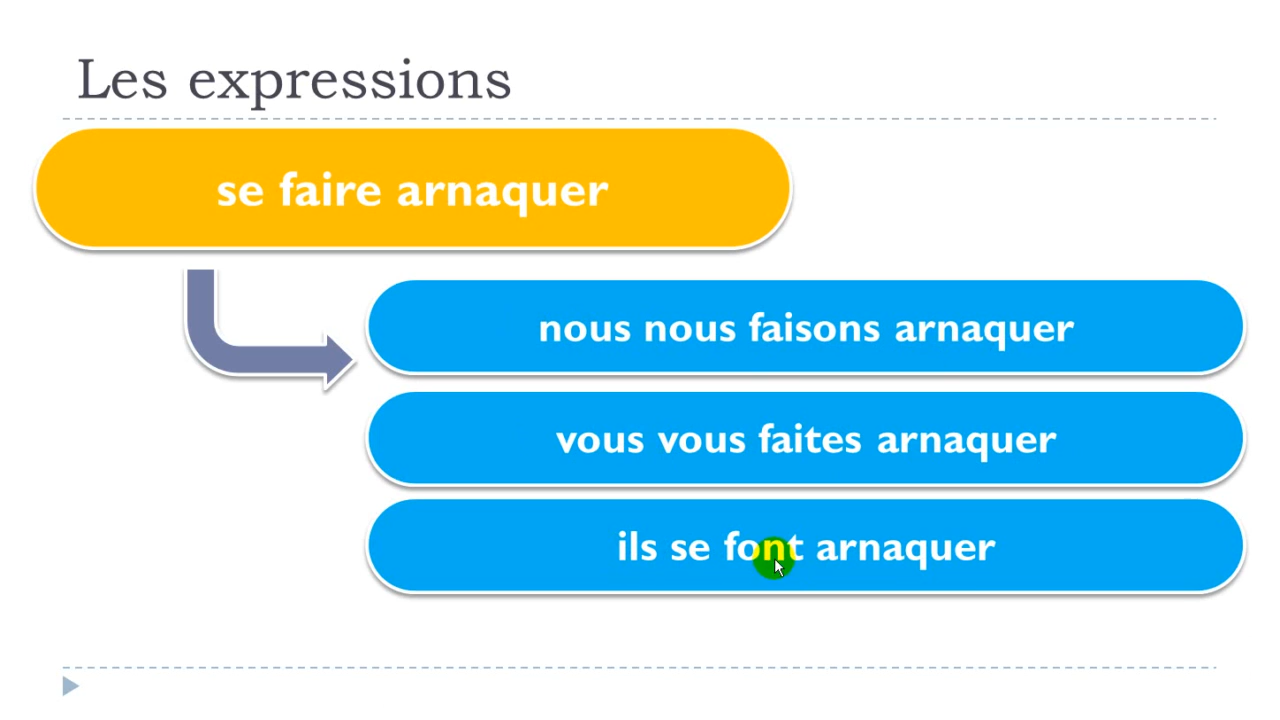 Les expressions
se faire arnaquer
nous nous faisons arnaquer
vous vous faites arnaquer
ils se font arnaquer